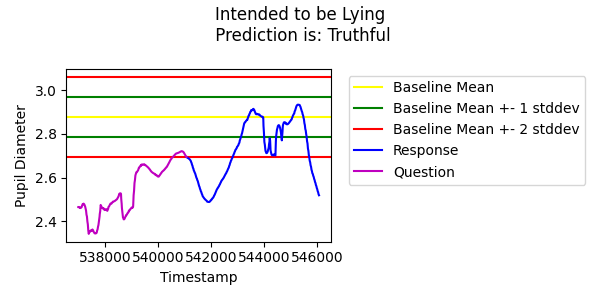 Intended to be Lying
Prediction is: Truthful
Pupil Diameter
3.0
2.8
2.6
2.4
538000 540000 542000 544000 546000
Timestamp
Baseline Mean
Baseline Mean +- 1 stddev
Baseline Mean +- 2 stddev
Response
Question